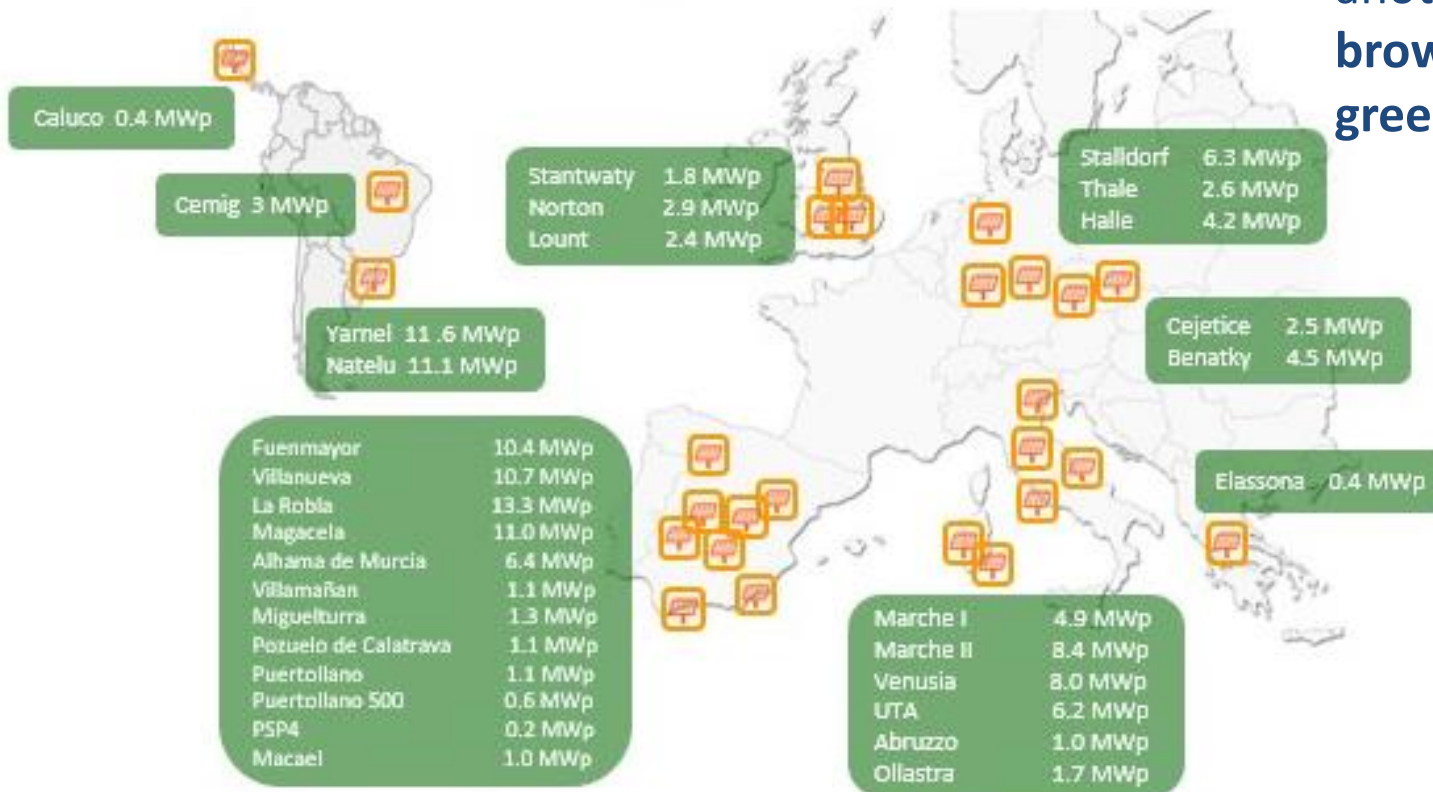 brow
gree
Caluco 0.4 MWp
Cemig 3 MWp
Yarnel 11 .6 MWp
Natelu 11.1 MWp
Stantwaty 1.8 MWp
Norton 2.9 MWp
Lount 2.4 MWp
Stalldorf 6.3 MWp
Thale 2.6 MWp
Halle 4.2 MWp
Cejetice 2.5 MWp
Benatky 4.5 MWp
Elassona 0.4 MWp
Fuenmayor 10.4 MWp
Villanueva 10.7 MWp
La Robla 13.3 MWp
Magacela 11.0 MWp
Alhama de Murcia 6.4 MWp
Villamañan 1.1 MWp
Miguelturra 1.3 MWp
Pozuelo de Calatrava 1.1 MWp
Puertollano 1.1 MWp
Puertollano 500 0.6 MWp
PSP4 0.2 MWp
Macael 1.0 MWp
Marche I 4.9 MWp
Marche II 8.4 MWp
Venusia 8.0 MWp
UTA 6.2 MWp
Abruzzo 1.0 MWp
Ollastra 1.7 MWp